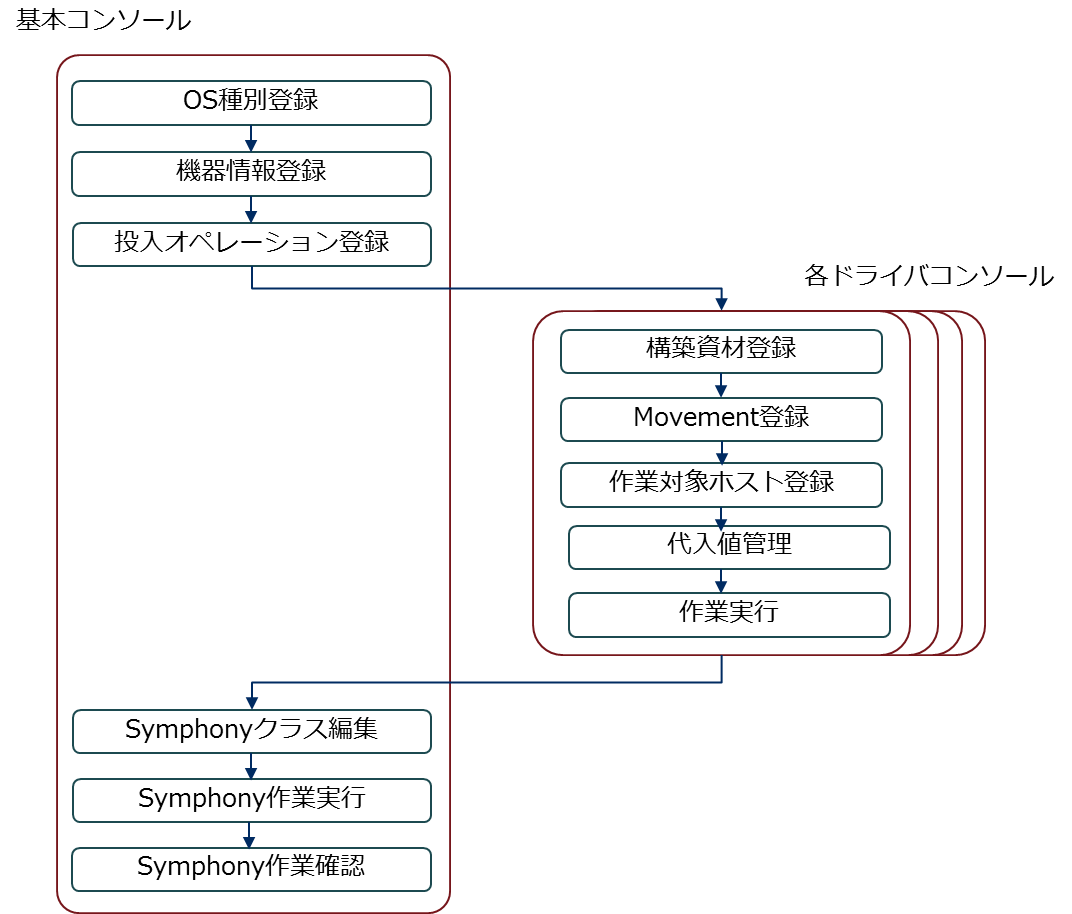 基本コンソール
OS種別登録
機器情報登録
投入オペレーション登録
各ドライバコンソール
構築資材登録
Movement登録
作業対象ホスト登録
代入値管理
作業実行
Symphonyクラス編集
Symphony作業実行
Symphony作業確認